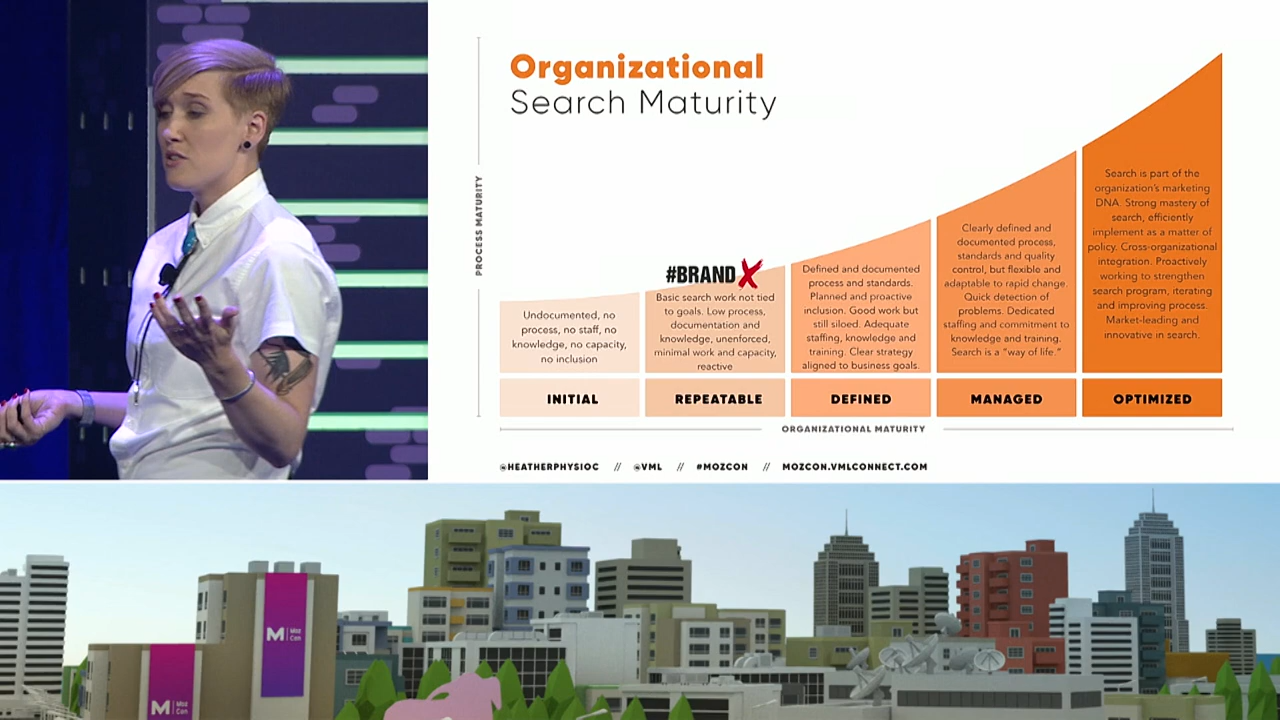 Organizational
Search Maturity
PROCESS MATURITY
#BRAND X
Undocumented, no
process, no staff, no
knowledge, no capacity,
no inclusion
Basic search work not tied
to goals. Low process,
documentation and
knowledge, unenforced,
minimal work and capacity,
reactive
Defined and documented
process and standards.
Planned and proactive
inclusion. Good work but
still siloed. Adequate
staffing, knowledge and
training. Clear strategy
aligned to business goals.
Clearly defined and
documented process,
standards and quality
control, but flexible and
adaptable to rapid change.
Quick detection of
problems. Dedicated
staffing and commitment to
knowledge and training.
Search is a “way of life.”
Search is part of the
organization’s marketing
DNA. Strong mastery of
search, efficiently
implement as a matter of
policy. Cross-organizational
integration. Proactively
working to strengthen
search program, iterating
and improving process.
Market-leading and
innovative in search.
INITIAL
REPEATABLE
DEFINED
MANAGED
OPTIMIZED
ORGANIZATIONAL MATURITY
@HEATHERPHYSIOC // @VML // #MOZCON // MOZCON.VMLCONNECT.COM
M | Moz
Con
M | Moz
Con